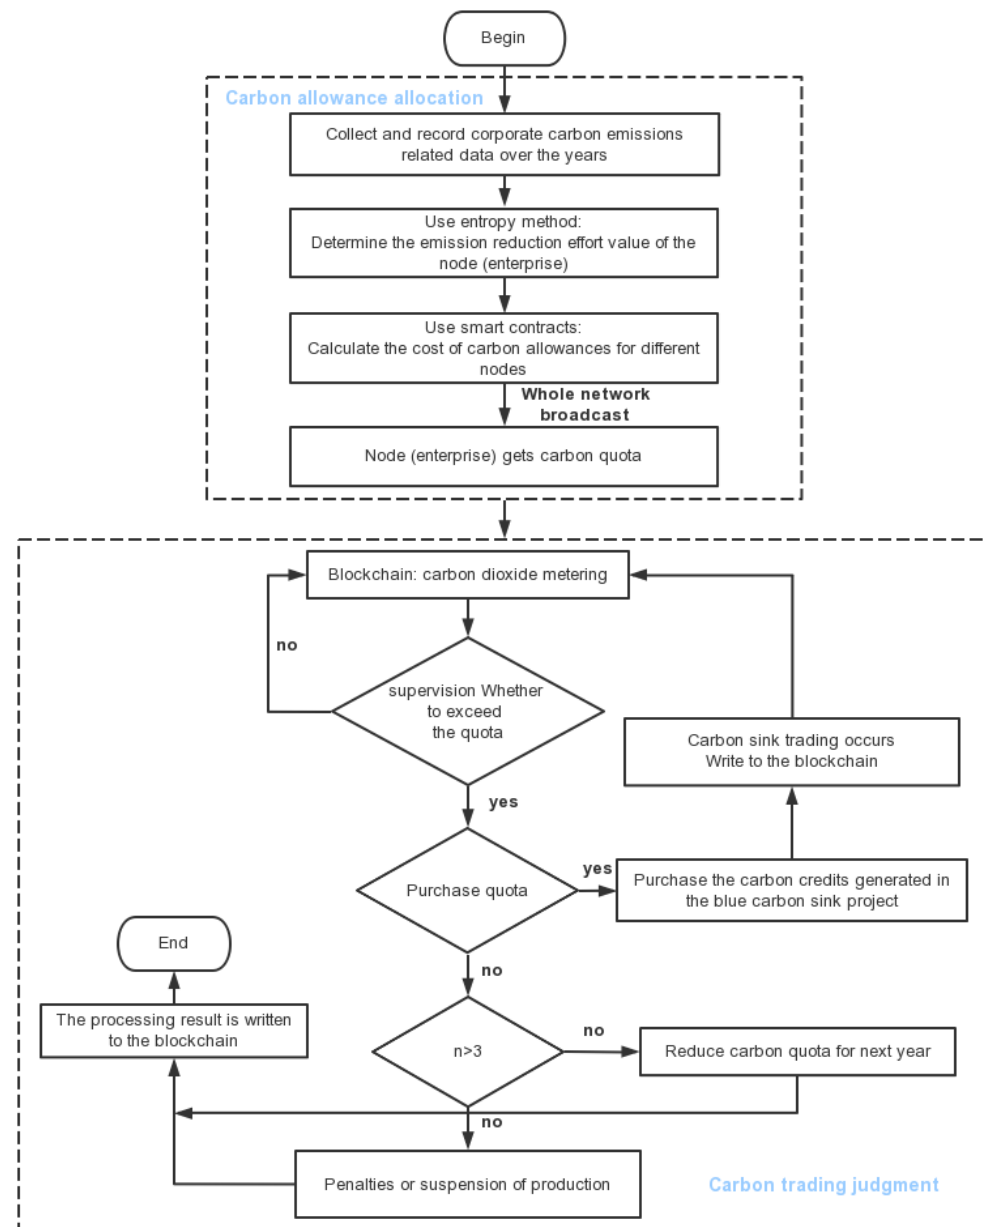 Begin
Carbon allowance allocation
Collect and record corporate carbon emissions
related data over the years
Use entropy method:
Determine the emission reduction effort value of the
node (enterprise)
Use smart contracts:
Calculate the cost of carbon allowances for different
nodes
Whole network
broadcast
Node (enterprise) gets carbon quota
Blockchain: carbon dioxide metering
no
supervision Whether
to exceed
the quota
Carbon sink trading occurs
Write to the blockchain
yes
Purchase quota
yes
Purchase the carbon credits generated in
the blue carbon sink project
End
no
The processing result is written
to the blockchain
n>3
no
Reduce carbon quota for next year
no
Penalties or suspension of production
Carbon trading judgment